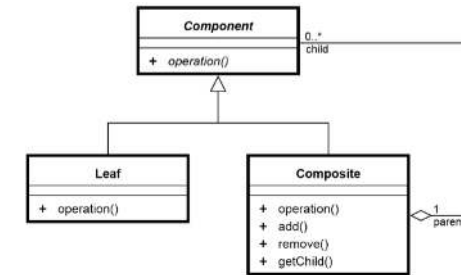 Component
+ operation()
0..*
child
Leaf
+ operation()
Composite
+ operation()
+ add()
+ remove()
+ getChild()
1
paren